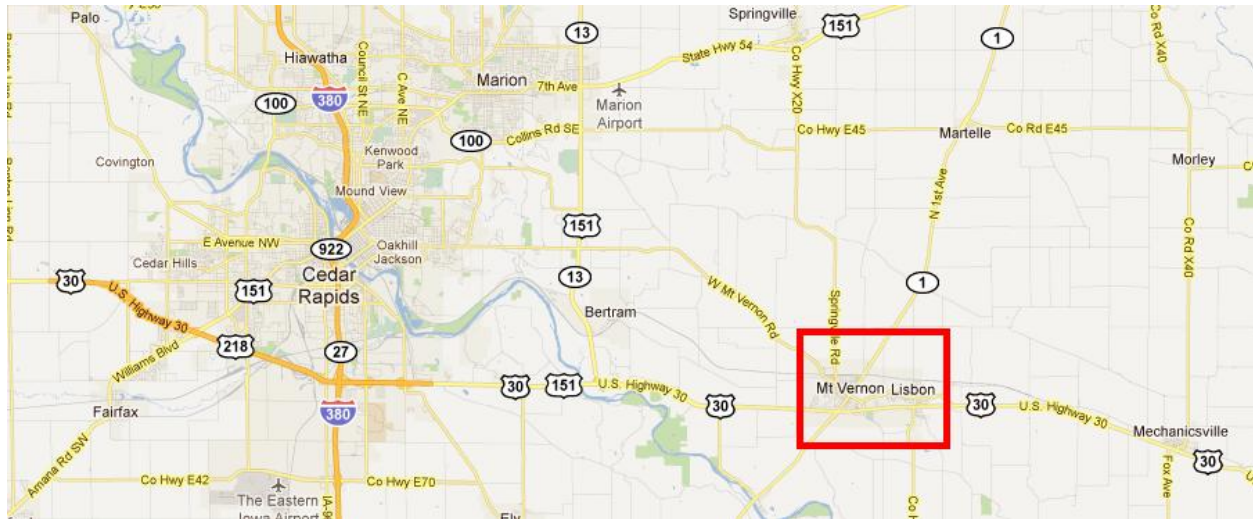 Palo
Springville
151
13
1
State Hwy 54
Co Rd X40
Hiawatha
Council St NE
C Ave NE
Marion
7th Ave
Co Hwy X20
380
100
Marion
Airport
100
Collins Rd SE
Co Hwy E45
Martelle
Co Rd E45
Covington
Kenwood
Park
Morley
Mound View
N 1st Ave
151
E Avenue NW
922
Oakhill
Jackson
Co Rd X40
Cedar Hills
Cedar
Rapids
30
151
13
1
U.S. Highway 30
Bertram
W Mt Vernon Rd
Springville Rd
218
27
Williams Blvd
30
151
U.S. Highway 30
Mt Vernon
Lisbon
30
30
U.S. Highway 30
Fairfax
380
Mechanicsville
30
Amana Rd SW
Co Hwy E42
Co Hwy E70
Fox Ave
The Eastern
Iowa Airport
Ely